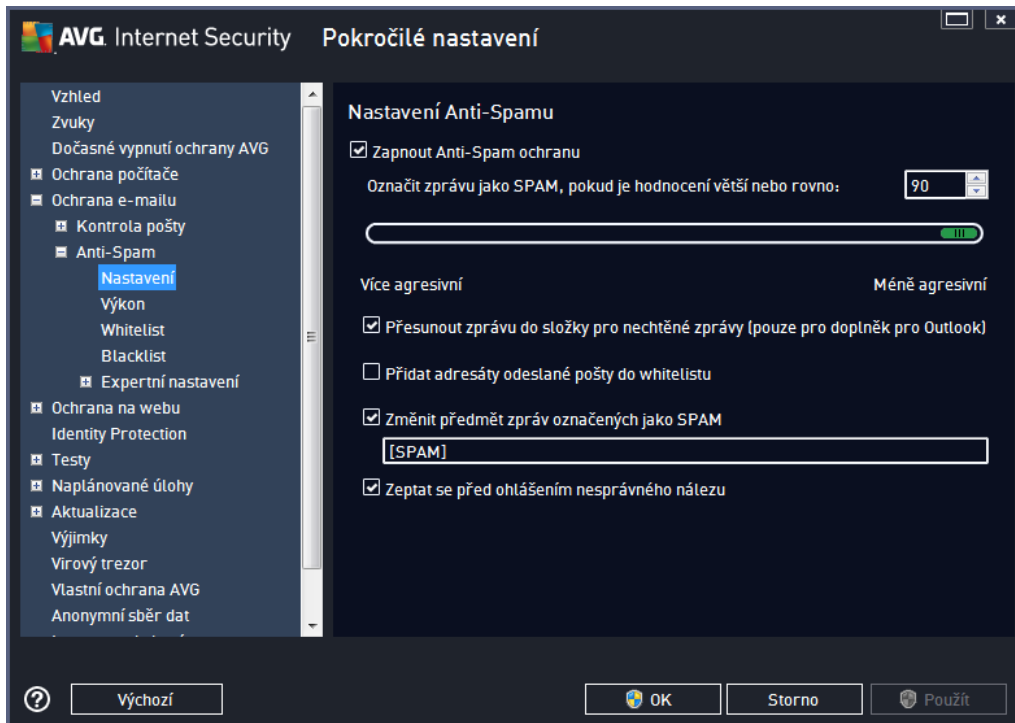 AVG. Internet Security Pokročilé nastavení
Vzhled
Zvuky
Dočasné vypnutí ochrany AVG
Ochrana počítače
Ochrana e-mailu
Kontrola pošty
Anti-Spam
Nastavení
Výkon
Whitelist
Blacklist
Expertní nastavení
Ochrana na webu
Identity Protection
Testy
Naplánované úlohy
Aktualizace
Výjimky
Virový trezor
Vlastní ochrana AVG
Anonymní sběr dat
Nastavení Anti-Spamu
Zapnout Anti-Spam ochranu
Označit zprávu jako SPAM, pokud je hodnocení větší nebo rovno: 90
Více agresivní Méně agresivní
Přesunout zprávu do složky pro nechtěné zprávy (pouze pro doplněk pro Outlook)
Přidat adresáty odeslané pošty do whitelistu
Změnit předmět zpráv označených jako SPAM
[SPAM]
Zeptat se před ohlášením nesprávného nálezu
Výchozí OK Storno Použít